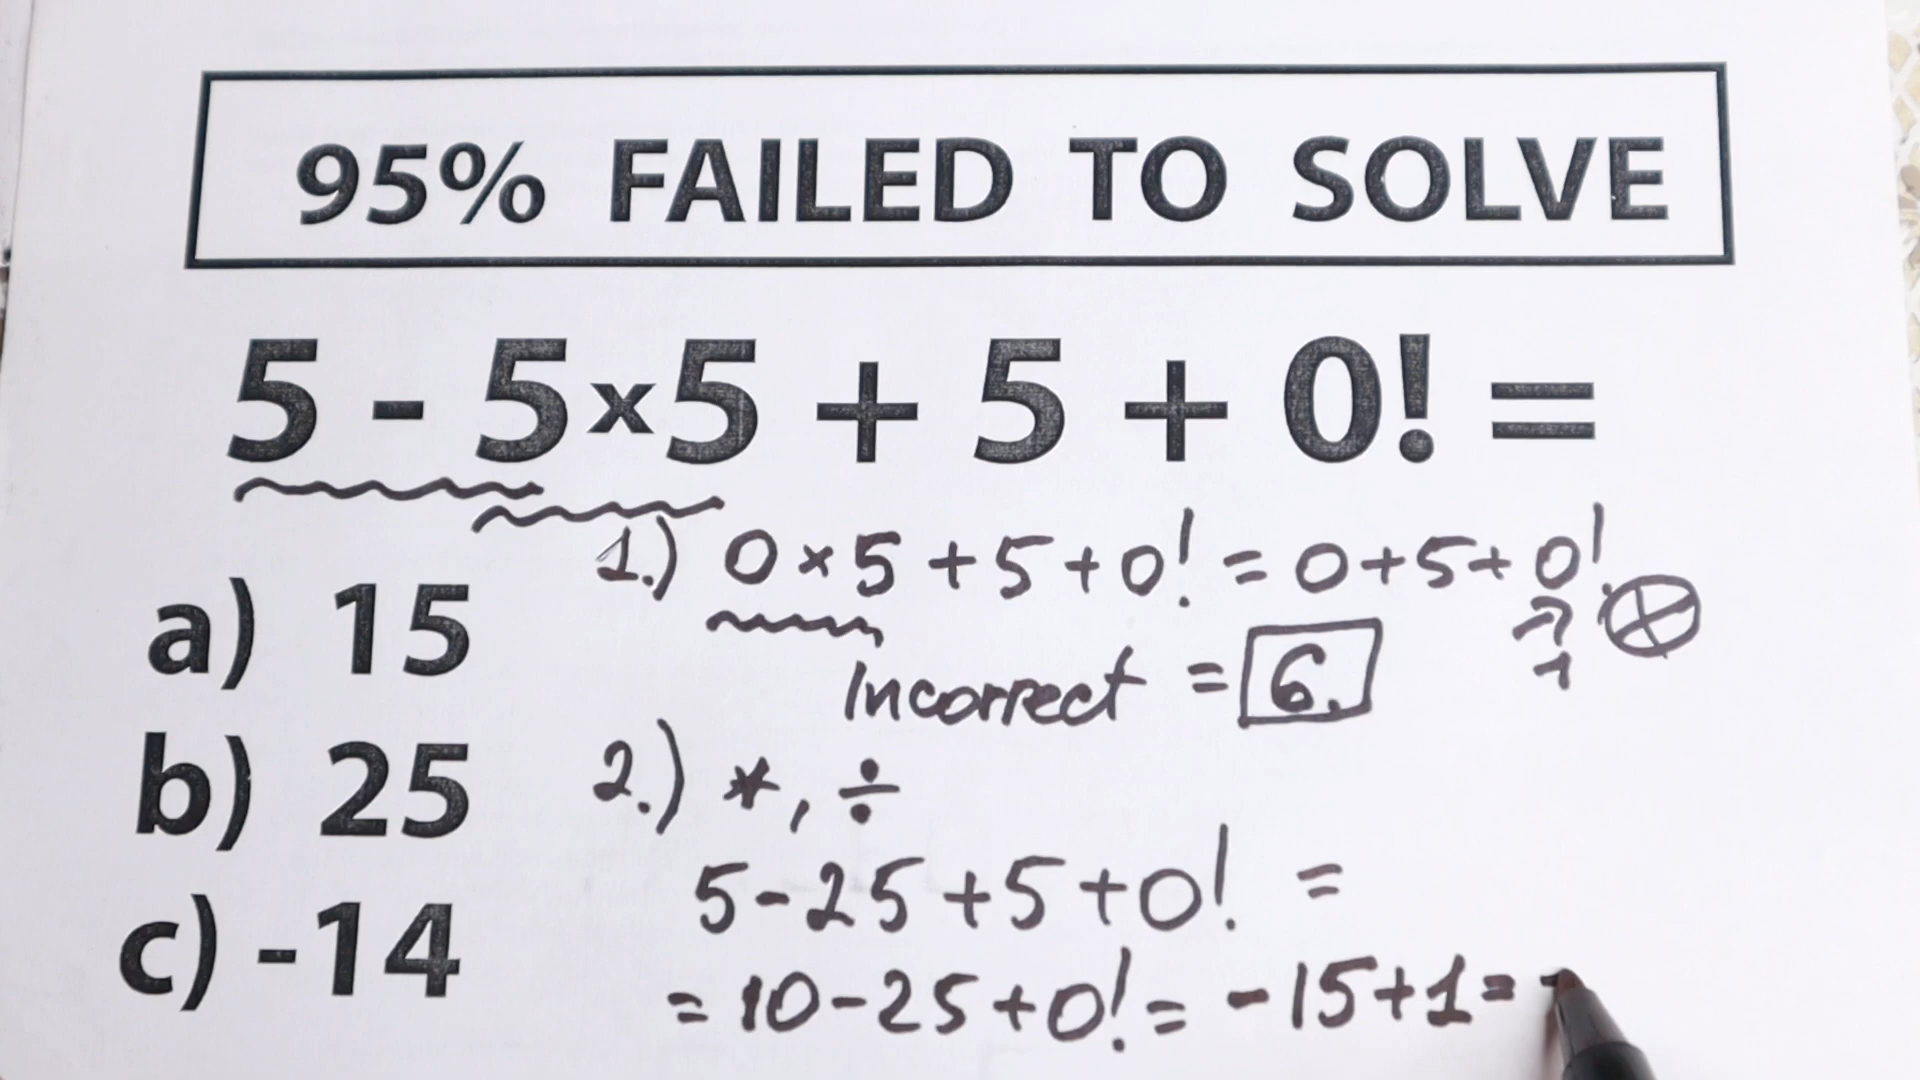 95% FAILED TO SOLVE
5 - 5×5 + 5 + 0! =
1.) 0×5+5+0! = 0+5+0!
1
a) 15
Incorrect = 6.
b) 25
2.) *, ÷
5-25+5+0! =
c) -14
= 10-25+0! = -15+1= -